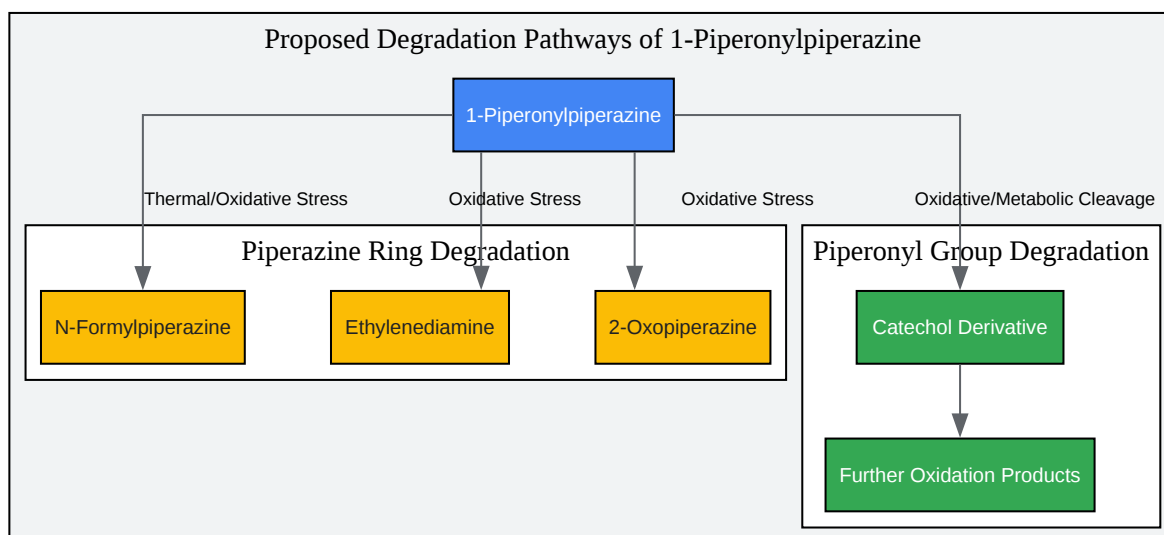 Proposed Degradation Pathways of 1-Piperonylpiperazine
1-Piperonylpiperazine
Thermal/Oxidative Stress
Oxidative Stress
Oxidative Stress
Oxidative/Metabolic Cleavage
Piperazine Ring Degradation
Piperonyl Group Degradation
N-Formylpiperazine
Ethylenediamine
2-Oxopiperazine
Catechol Derivative
Further Oxidation Products